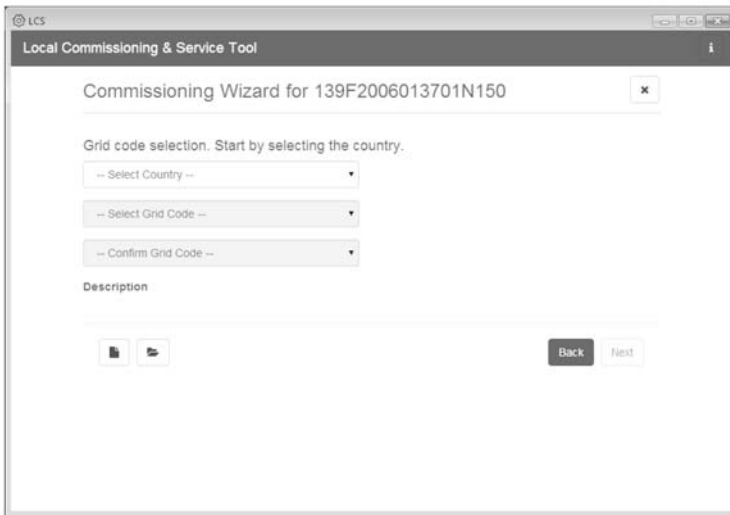 LCS
Local Commissioning & Service Tool
i
Commissioning Wizard for 139F2006013701N150
Grid code selection. Start by selecting the country.
-- Select Country --
-- Select Grid Code --
-- Confirm Grid Code --
Description
Back Next